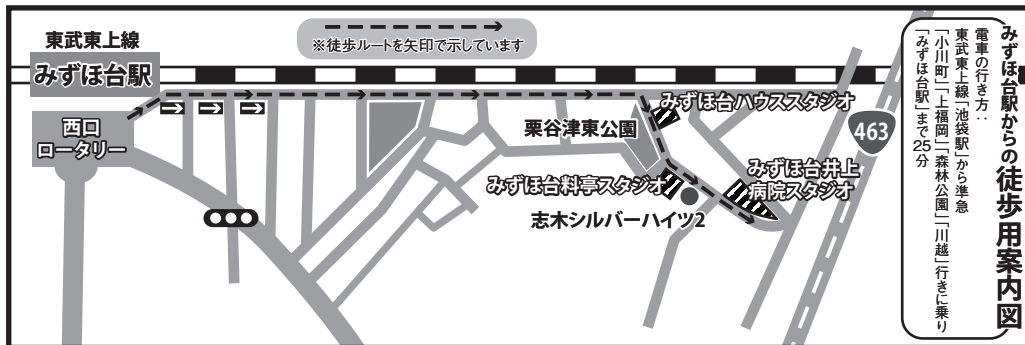 みずほ台駅からの徒歩用案内図
電車の行き方：
東武東上線「池袋駅」から準急
「小川町」「上福岡」「森林公園」「川越」行きに乗り
「みずほ台駅」まで25分
※徒歩ルートを矢印で示しています
東武東上線
みずほ台駅
西口
ロータリー
みずほ台ハウススタジオ
栗谷津東公園
463
みずほ台井上
病院スタジオ
みずほ台料亭スタジオ
志木シルバーハイツ2